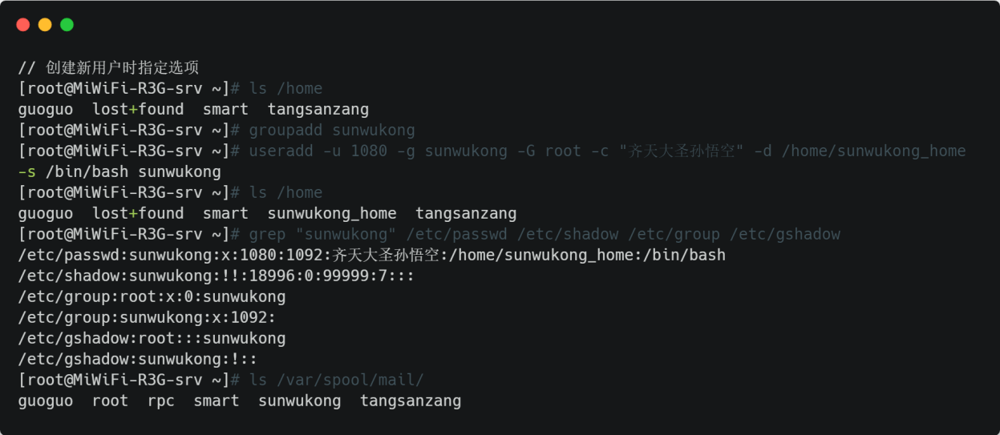 // 创建新用户时指定选项
[root@MiWiFi-R3G-srv ~]# ls /home
guoguo  lost+found  smart  tangsanzang
[root@MiWiFi-R3G-srv ~]# groupadd sunwukong
[root@MiWiFi-R3G-srv ~]# useradd -u 1080 -g sunwukong -G root -c "齐天大圣孙悟空" -d /home/sunwukong_home
-s /bin/bash sunwukong
[root@MiWiFi-R3G-srv ~]# ls /home
guoguo  lost+found  smart  sunwukong_home  tangsanzang
[root@MiWiFi-R3G-srv ~]# grep "sunwukong" /etc/passwd /etc/shadow /etc/group /etc/gshadow
/etc/passwd:sunwukong:x:1080:1092:齐天大圣孙悟空:/home/sunwukong_home:/bin/bash
/etc/shadow:sunwukong:!!:18996:0:99999:7:::
/etc/group:root:x:0:sunwukong
/etc/group:sunwukong:x:1092:
/etc/gshadow:root:::sunwukong
/etc/gshadow:sunwukong:!::
[root@MiWiFi-R3G-srv ~]# ls /var/spool/mail/
guoguo  root  rpc  smart  sunwukong  tangsanzang